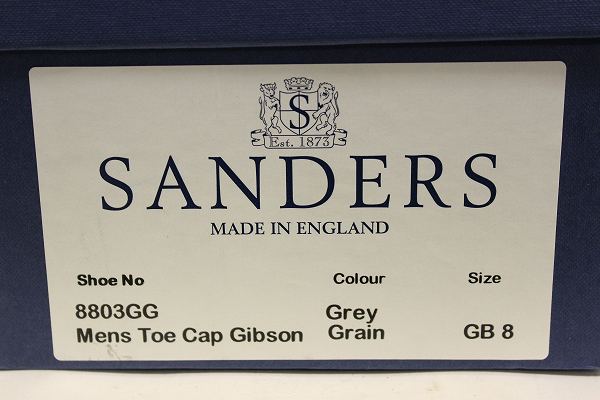 S
Est. 1873
SANDERS
MADE IN ENGLAND
Shoe No Colour Size
8803GG Grey
Mens Toe Cap Gibson Grain GB 8